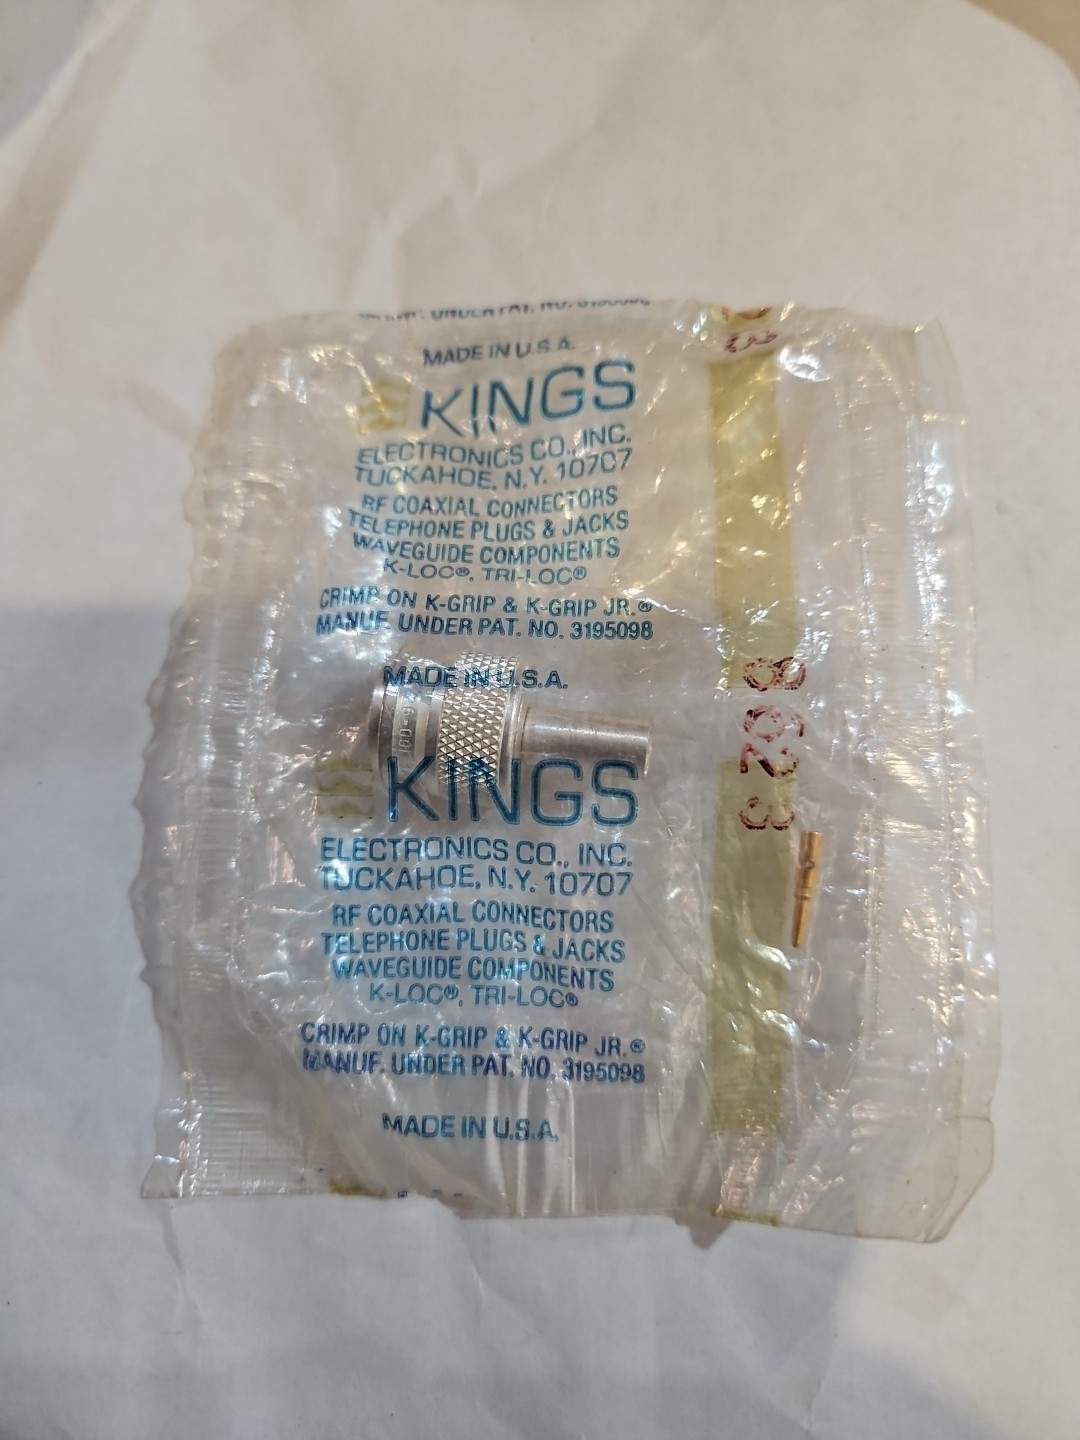 UNDER PAT. NO.
MADE IN U.S.A.
KINGS
ELECTRONICS CO., INC.
TUCKAHOE, N.Y. 10707
RF COAXIAL CONNECTORS
TELEPHONE PLUGS & JACKS
WAVEGUIDE COMPONENTS
K-LOC®, TRI-LOC®
CRIMP ON K-GRIP & K-GRIP JR.®
MANUF. UNDER PAT. NO. 3195098
MADE IN U.S.A.
KINGS
ELECTRONICS CO., INC.
TUCKAHOE, N.Y. 10707
RF COAXIAL CONNECTORS
TELEPHONE PLUGS & JACKS
WAVEGUIDE COMPONENTS
K-LOC®, TRI-LOC®
CRIMP ON K-GRIP & K-GRIP JR.®
MANUF. UNDER PAT. NO. 3195098
MADE IN U.S.A.